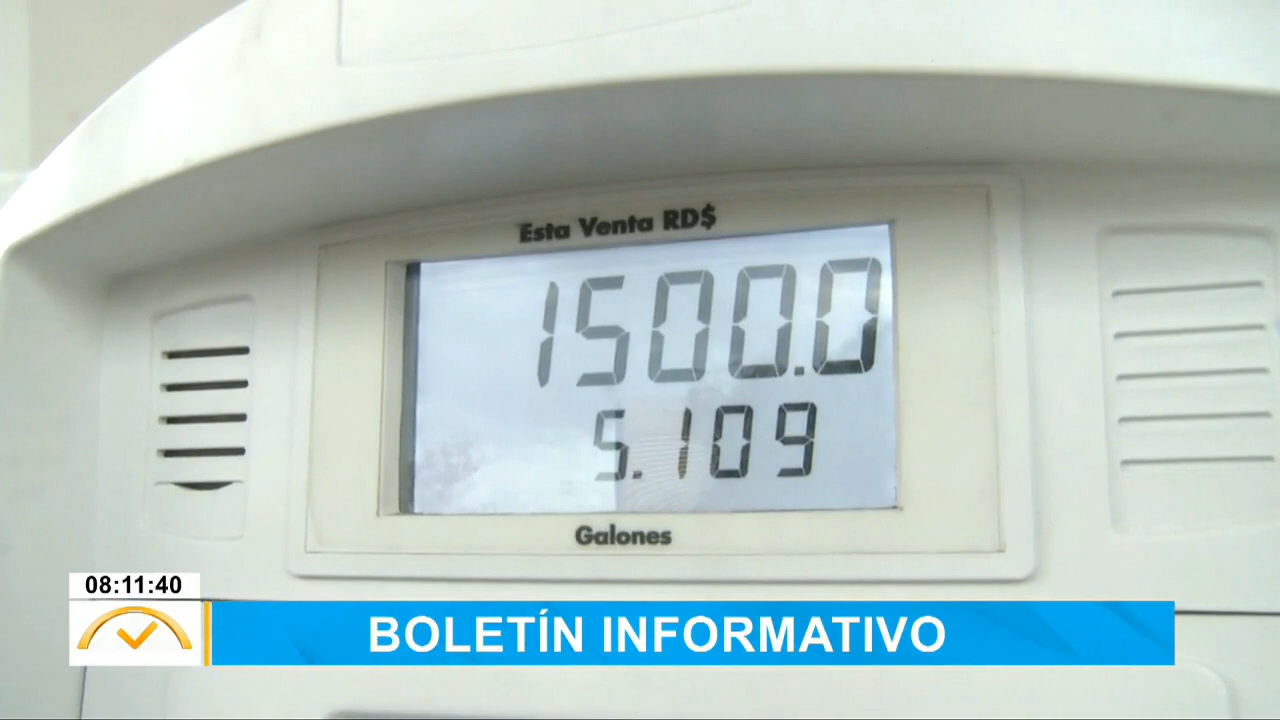 Esta Venta RD$
1500.0
5.109
Galones
08:11:40
BOLETÍN INFORMATIVO